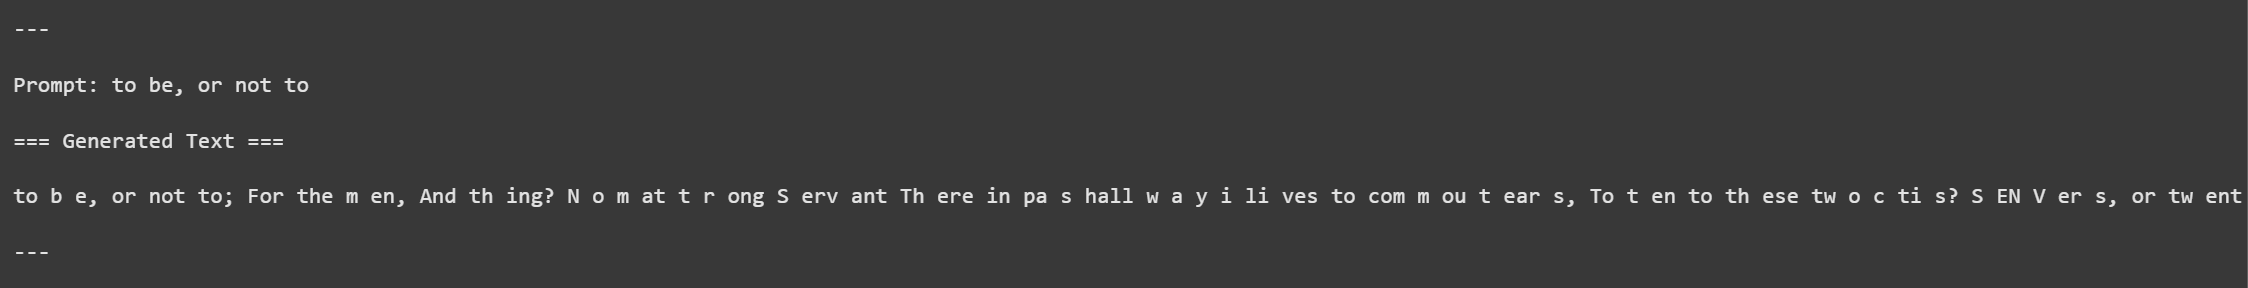 ---
Prompt: to be, or not to
=== Generated Text ===
to b e, or not to; For the m en, And th ing? N o m at t r ong S erv ant Th ere in pa s hall w a y i li ves to com m ou t ear s, To t en to th ese tw o c ti s? S EN V er s, or tw ent
---